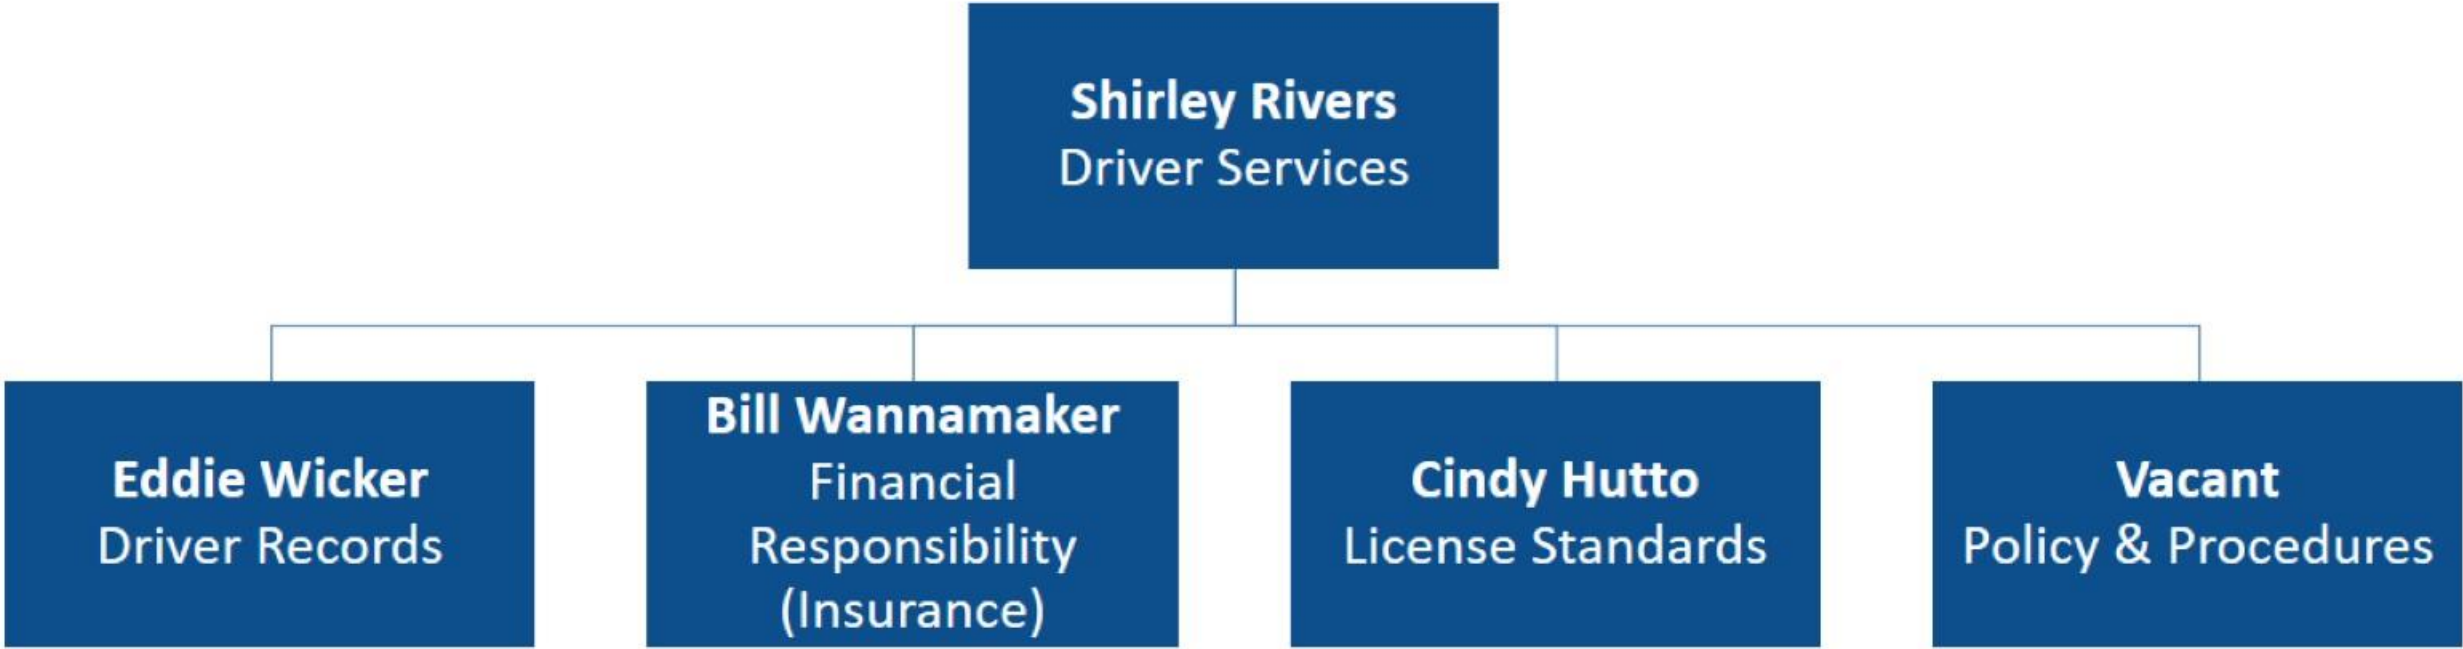 Shirley Rivers
Driver Services
Eddie Wicker
Driver Records
Bill Wannamaker
Financial
Responsibility
(Insurance)
Cindy Hutto
License Standards
Vacant
Policy & Procedures